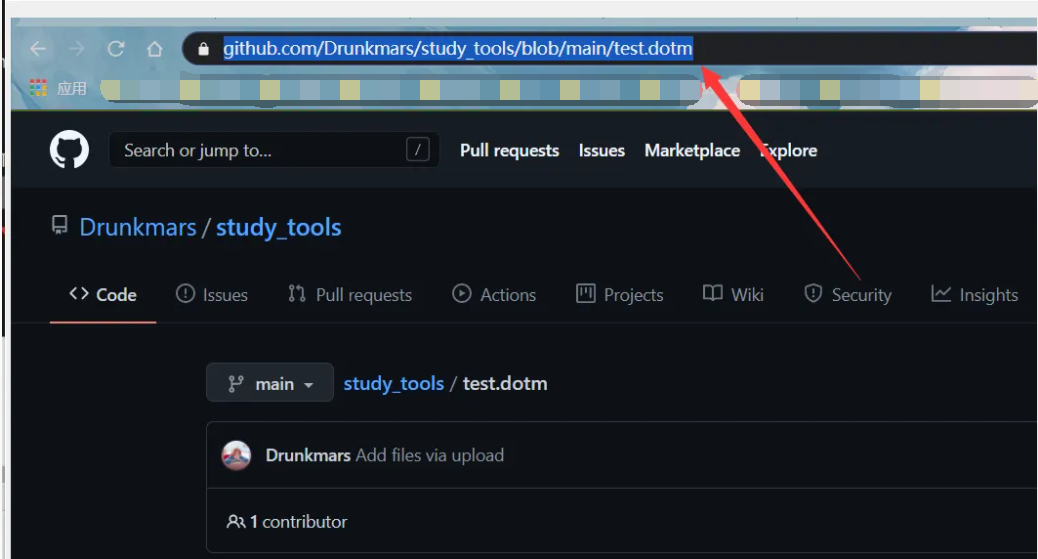 github.com/Drunkmars/study_tools/blob/main/test.dotm
应用
Search or jump to... / Pull requests Issues Marketplace Explore
Drunkmars / study_tools
<> Code Issues Pull requests Actions Projects Wiki Security Insights
main study_tools / test.dotm
Drunkmars Add files via upload
1 contributor